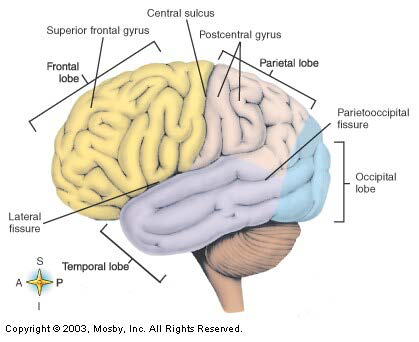 Central sulcus
Superior frontal gyrus
Postcentral gyrus
Frontal
lobe
Parietal lobe
Parietooccipital
fissure
Occipital
lobe
Lateral
fissure
Temporal lobe
S
A
P
I
Copyright © 2003, Mosby, Inc. All Rights Reserved.